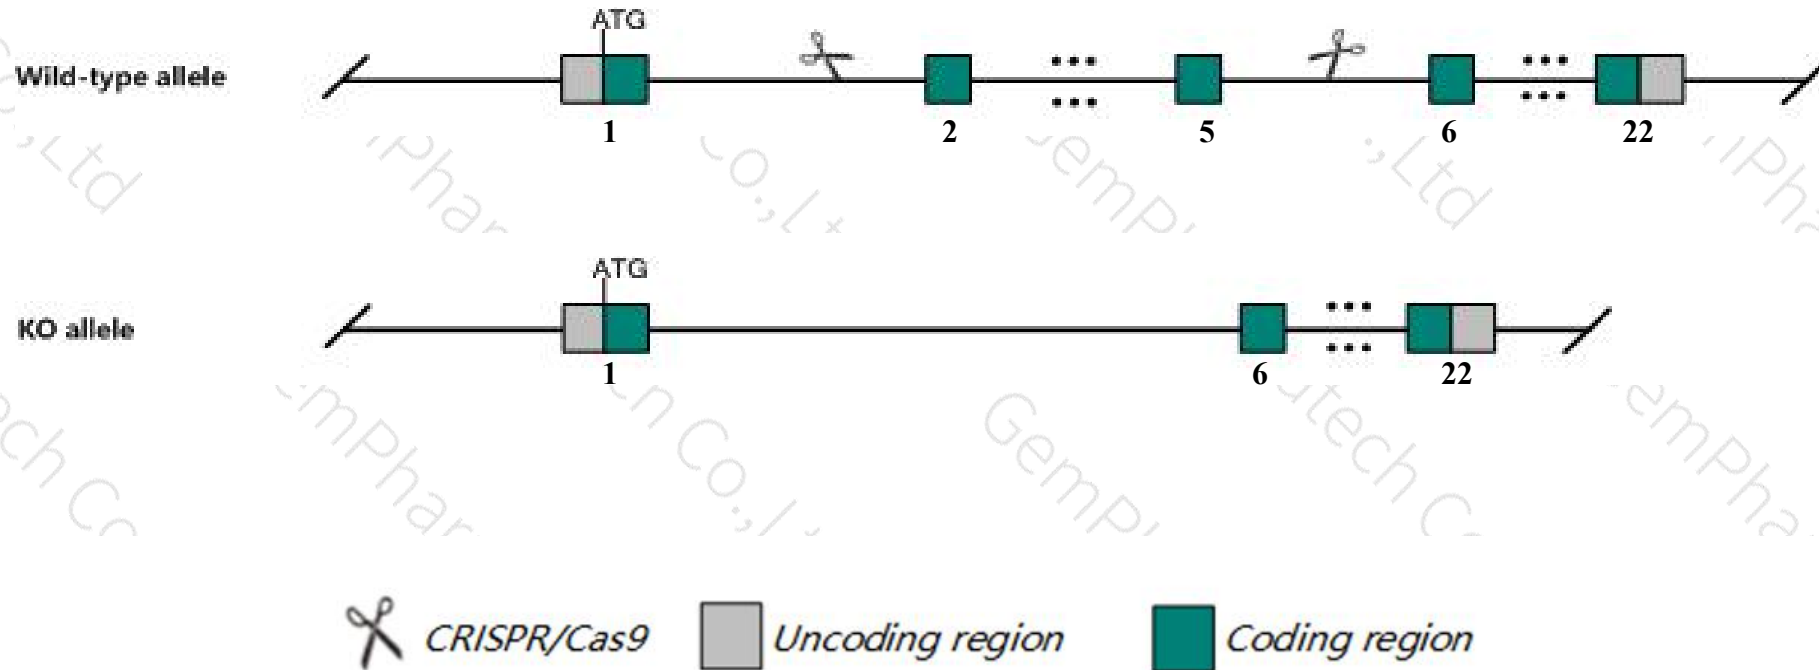 ATG
Wild-type allele
1 2 5 6 22
ATG
KO allele
1 6 22
CRISPR/Cas9 Uncoding region Coding region